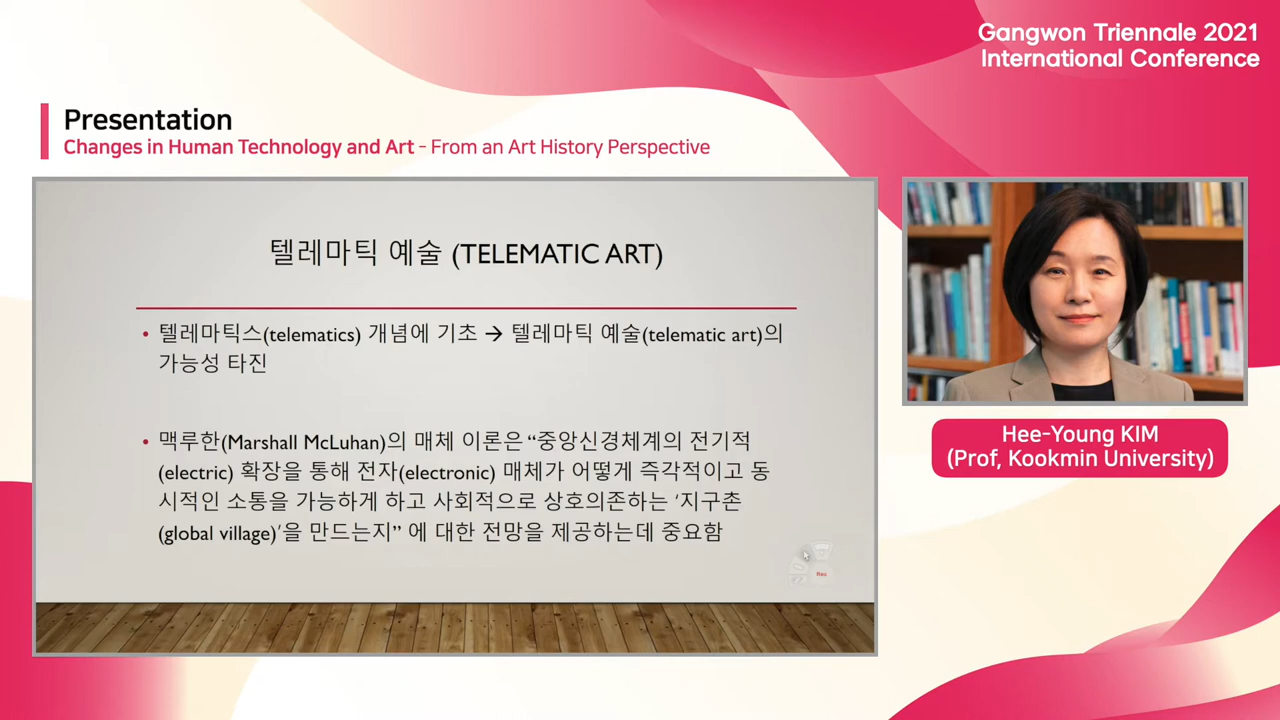 Gangwon Triennale 2021
International Conference
Presentation
Changes in Human Technology and Art - From an Art History Perspective
텔레마틱 예술 (TELEMATIC ART)
• 텔레마틱스(telematics) 개념에 기초 → 텔레마틱 예술(telematic art)의
가능성 타진
• 맥루한(Marshall McLuhan)의 매체 이론은 “중앙신경체계의 전기적
(electric) 확장을 통해 전자(electronic) 매체가 어떻게 즉각적이고 동
시적인 소통을 가능하게 하고 사회적으로 상호의존하는 ‘지구촌
(global village)’을 만드는지” 에 대한 전망을 제공하는데 중요함
Rec
Hee-Young KIM
(Prof, Kookmin University)